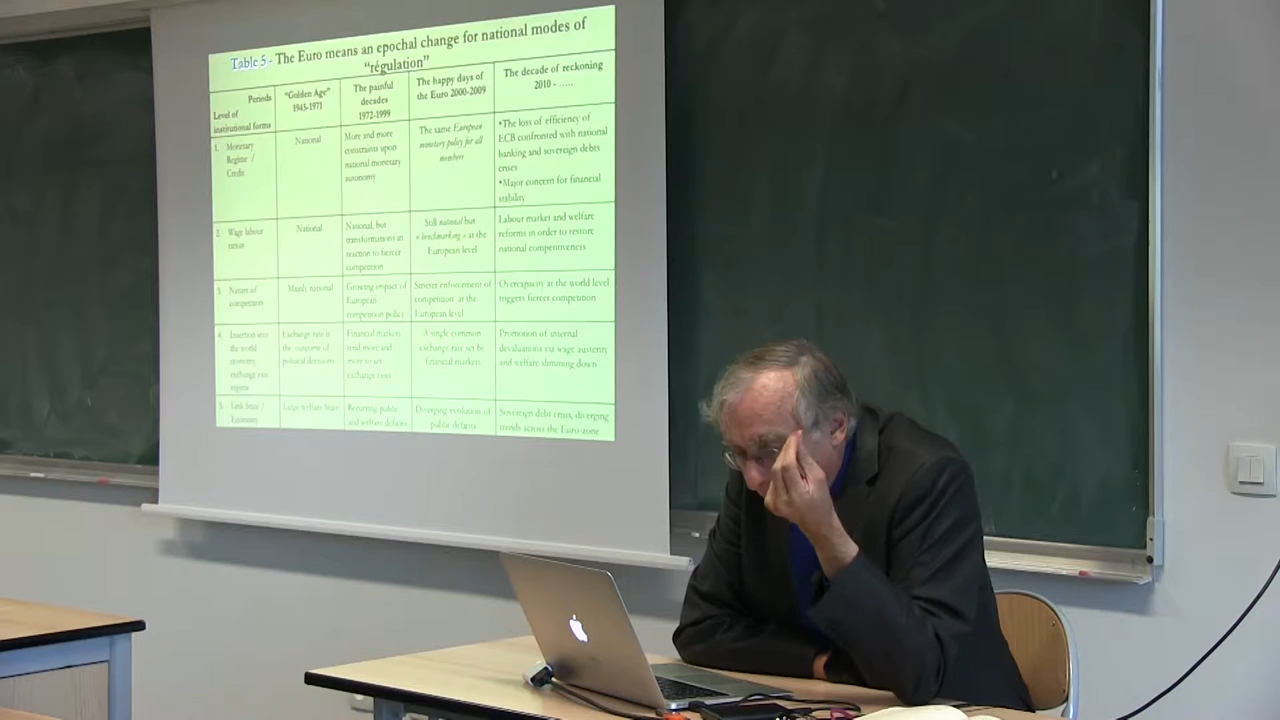 Table 5 - The Euro means an epochal change for national modes of
“régulation”
Periods
Level of
institutional forms
“Golden Age”
1945-1971
The painful
decades
1972-1999
The happy days of
the Euro 2000-2009
The decade of reckoning
2010 - …..
1. Monetary
Regime /
Credit
National
More and more
constraints upon
national monetary
autonomy
The same European
monetary policy for all
members
•The loss of efficiency of
ECB confronted with national
banking and sovereign debts
crises
•Major concern for financial
stability
2. Wage labour
nexus
National
National, but
transformations in
reaction to fiercer
competition
Still national but
« benchmarking » at the
European level
Labour market and welfare
reforms in order to restore
national competitiveness
3. Nature of
competition
Mainly national
Growing impact of
European
competition policy
Stricter enforcement of
competition at the
European level
Overcapacity at the world level
triggers fiercer competition
4. Insertion into
the world
economy,
exchange rate
regime
Exchange rate is
the outcome of
political decisions
Financial markets
tend more and
more to set
exchange rates
A single common
exchange rate set by
financial markets
Promotion of internal
devaluations via wage austerity
and welfare slimming down
5. Link State /
Economy
Large welfare State
Recurring public
and welfare deficits
Diverging evolution of
public deficits
Sovereign debt crisis, diverging
trends across the Euro-zone